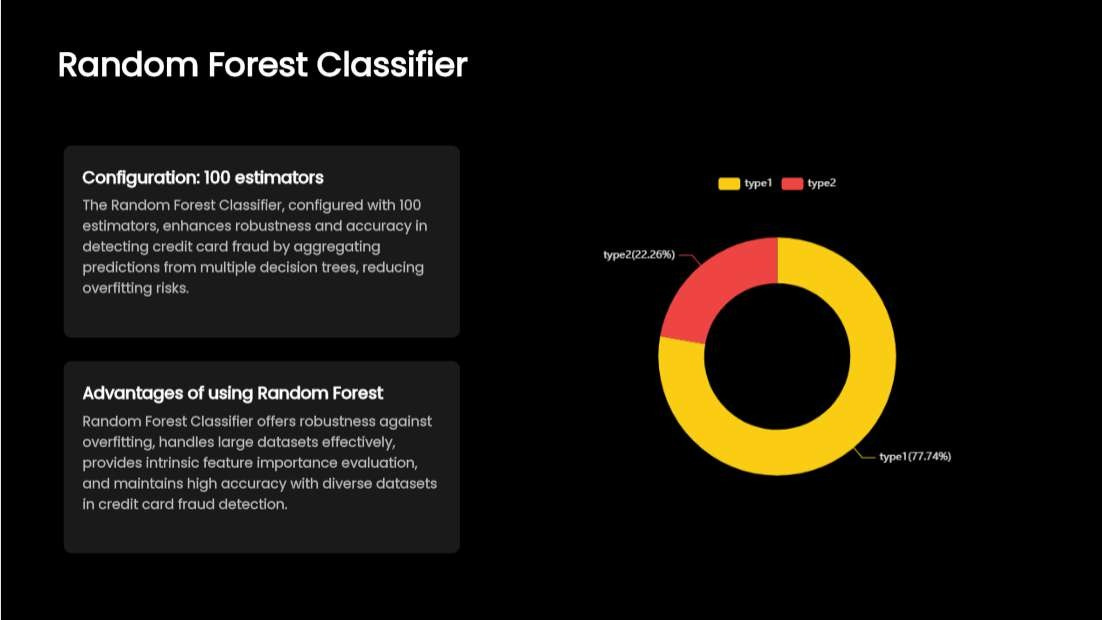 Random Forest Classifier
Configuration: 100 estimators
The Random Forest Classifier, configured with 100
estimators, enhances robustness and accuracy in
detecting credit card fraud by aggregating
predictions from multiple decision trees, reducing
overfitting risks.
Advantages of using Random Forest
Random Forest Classifier offers robustness against
overfitting, handles large datasets effectively,
provides intrinsic feature importance evaluation,
and maintains high accuracy with diverse datasets
in credit card fraud detection.
type1 type2
type2(22.26%)
type1(77.74%)